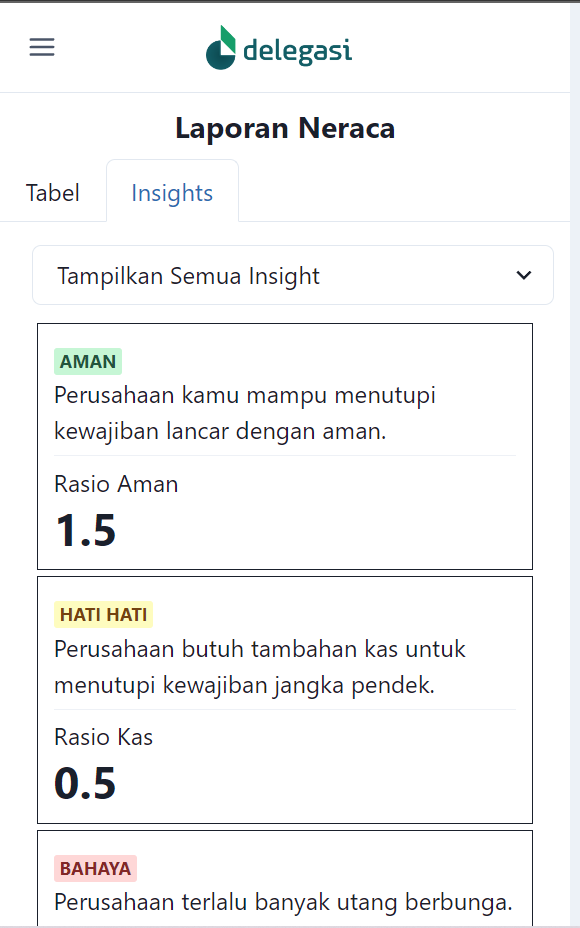 delegasi
Laporan Neraca
Tabel
Insights
Tampilkan Semua Insight
AMAN
Perusahaan kamu mampu menutupi
kewajiban lancar dengan aman.
Rasio Aman
1.5
HATI HATI
Perusahaan butuh tambahan kas untuk
menutupi kewajiban jangka pendek.
Rasio Kas
0.5
BAHAYA
Perusahaan terlalu banyak utang berbunga.